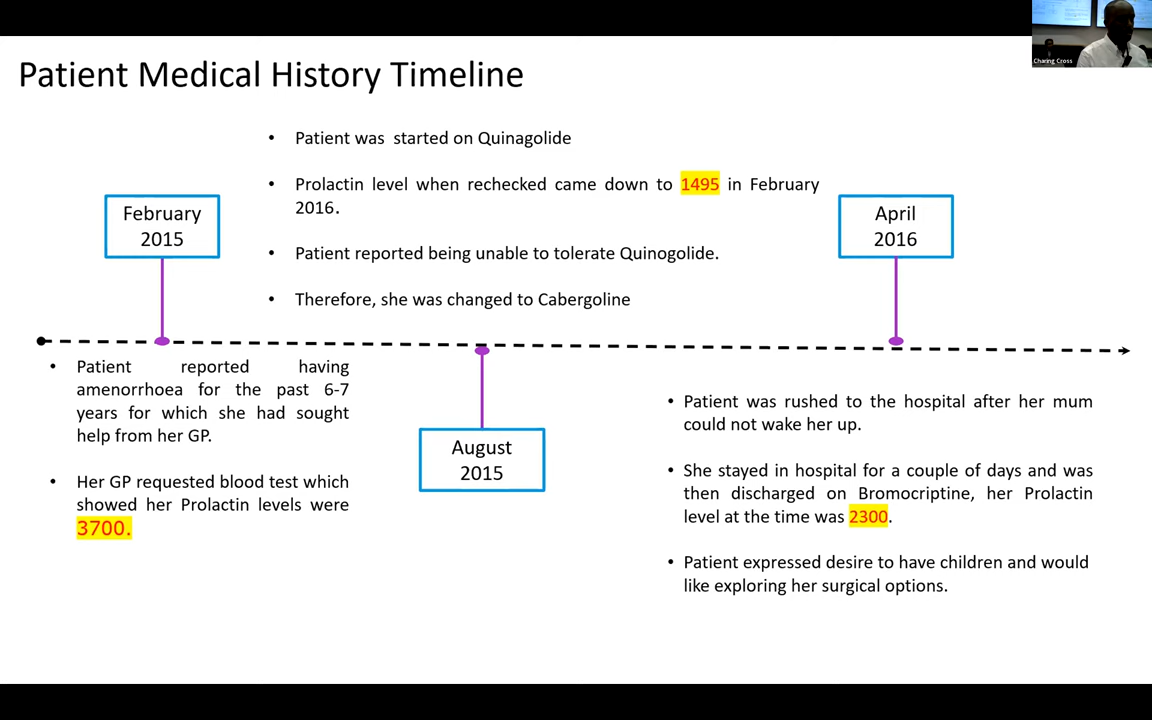 Charing Cross
Patient Medical History Timeline
• Patient was started on Quinagolide
• Prolactin level when rechecked came down to 1495 in February
2016.
• Patient reported being unable to tolerate Quinogolide.
• Therefore, she was changed to Cabergoline
February
2015
April
2016
• Patient reported having
amenorrhoea for the past 6-7
years for which she had sought
help from her GP.
• Her GP requested blood test which
showed her Prolactin levels were
3700.
August
2015
• Patient was rushed to the hospital after her mum
could not wake her up.
• She stayed in hospital for a couple of days and was
then discharged on Bromocriptine, her Prolactin
level at the time was 2300.
• Patient expressed desire to have children and would
like exploring her surgical options.